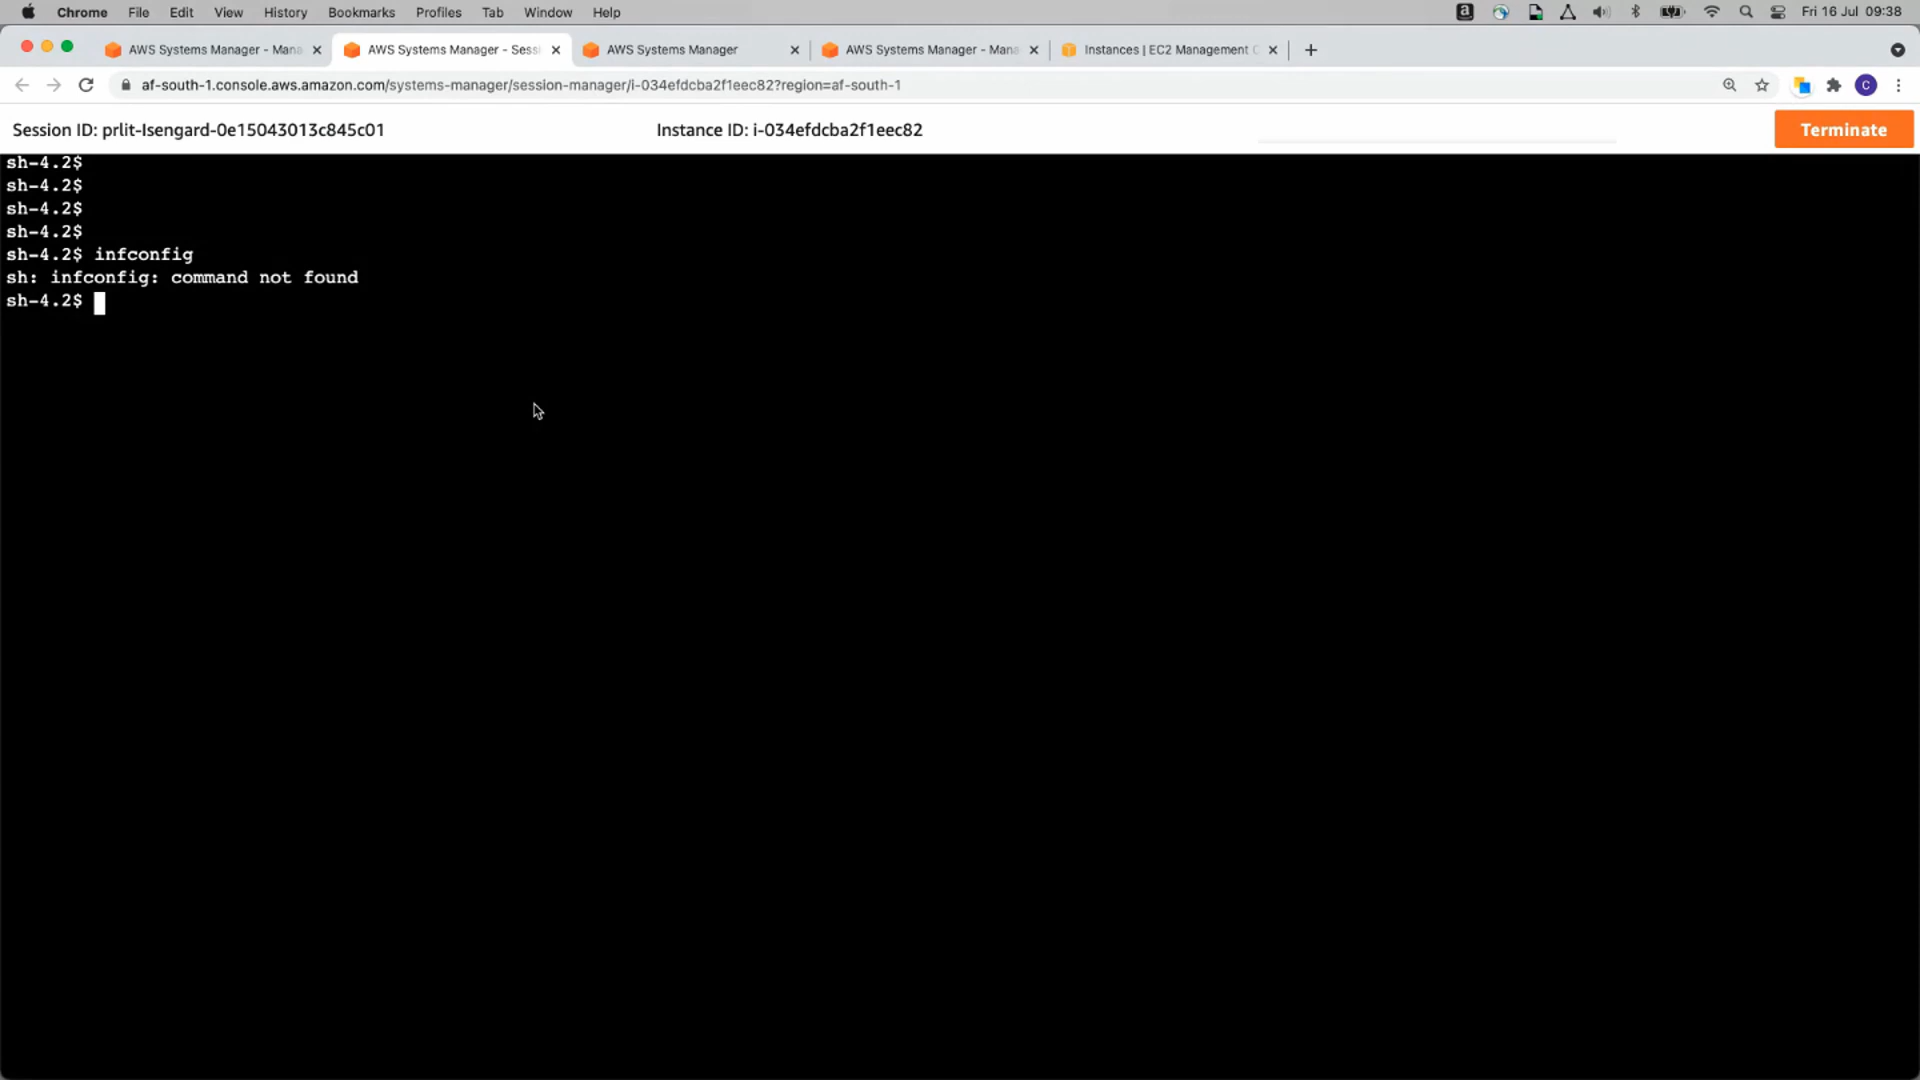 Chrome File Edit View History Bookmarks Profiles Tab Window Help Fri 16 Jul 09:38
AWS Systems Manager - Mana AWS Systems Manager - Sessi AWS Systems Manager AWS Systems Manager - Mana Instances | EC2 Management C
af-south-1.console.aws.amazon.com/systems-manager/session-manager/i-034efdcba2f1eec82?region=af-south-1 C
Session ID: prlit-Isengard-0e15043013c845c01 Instance ID: i-034efdcba2f1eec82 Terminate
sh-4.2$
sh-4.2$
sh-4.2$
sh-4.2$
sh-4.2$ infconfig
sh: infconfig: command not found
sh-4.2$